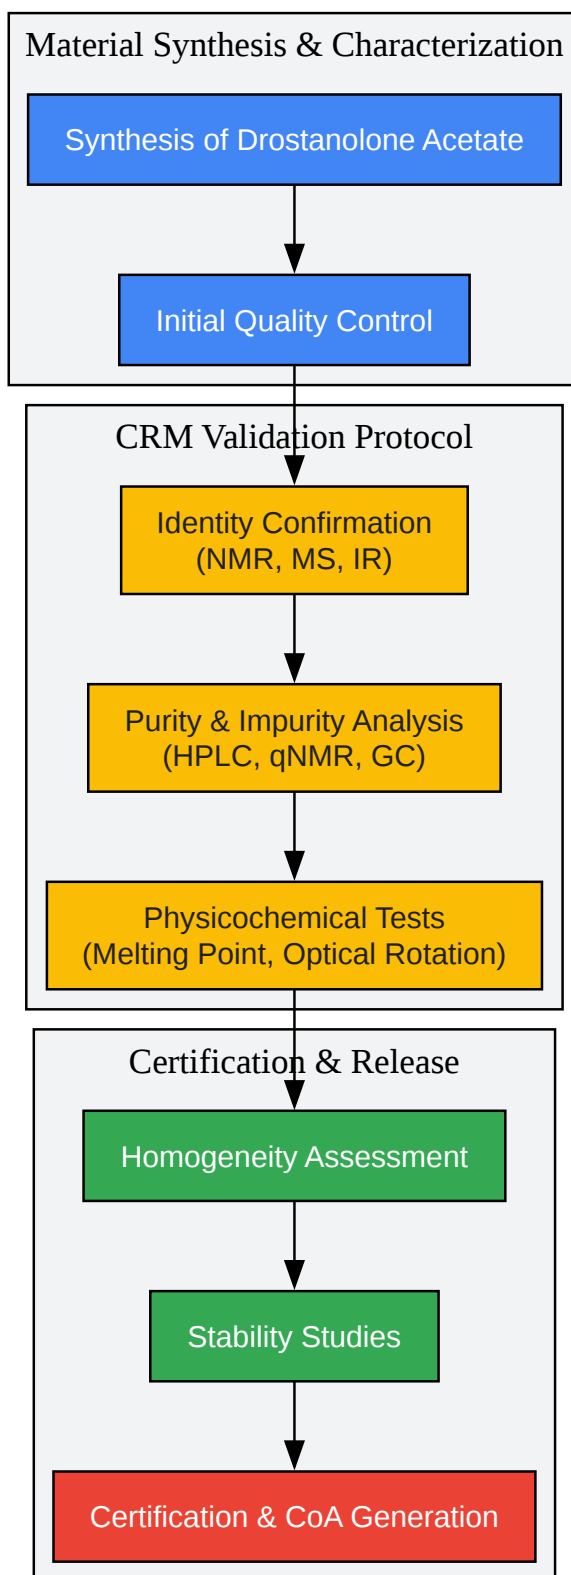 Material Synthesis & Characterization
Synthesis of Drostanolone Acetate
Initial Quality Control
CRM Validation Protocol
Identity Confirmation
(NMR, MS, IR)
Purity & Impurity Analysis
(HPLC, qNMR, GC)
Physicochemical Tests
(Melting Point, Optical Rotation)
Certification & Release
Homogeneity Assessment
Stability Studies
Certification & CoA Generation